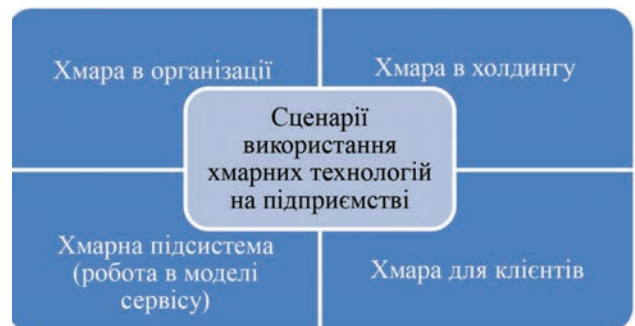 Хмара в організації
Хмара в холдингу
Сценарії
використання
хмарних технологій
на підприємстві
Хмарна підсистема
(робота в моделі
сервісу)
Хмара для клієнтів